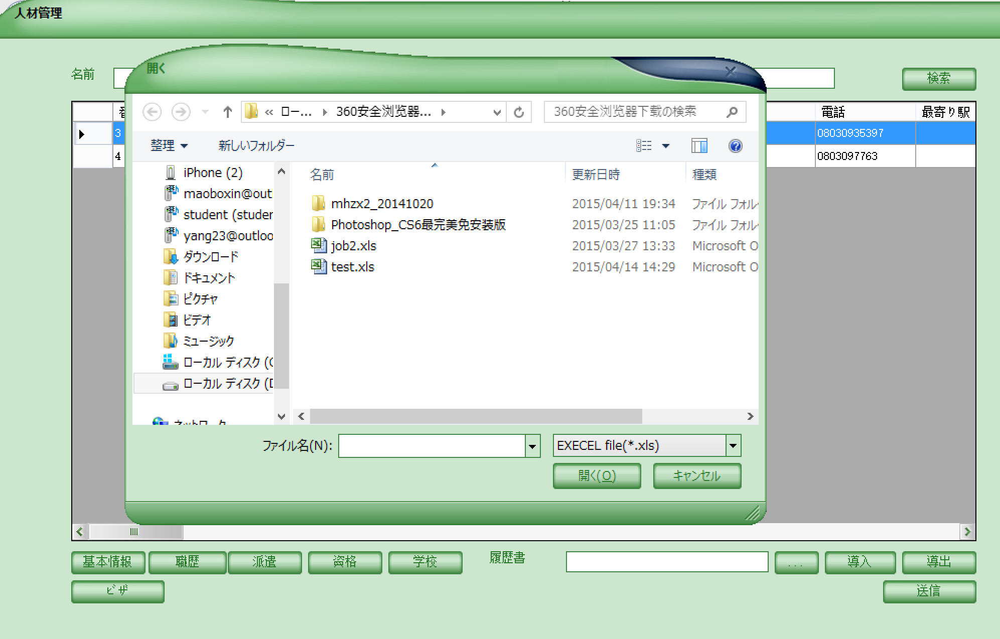 人材管理
開く
名前
検索
« ロー... 360安全浏览器...
360安全浏览器下载の検索
電話
最寄り駅
3
08030935397
4
0803097763
整理
新しいフォルダー
iPhone (2)
maoboxin@out
student (studen
yang23@outloo
ダウンロード
ドキュメント
ピクチャ
ビデオ
ミュージック
ローカル ディスク (C
ローカル ディスク (D
ネットワーク
名前 更新日時 種類
mhzx2_20141020 2015/04/11 19:34 ファイル フォル
Photoshop_CS6最完美免安装版 2015/03/25 11:05 ファイル フォル
job2.xls 2015/03/27 13:33 Microsoft O
test.xls 2015/04/14 14:29 Microsoft O
ファイル名(N):
EXECEL file(*.xls)
開く(O)
キャンセル
基本情報 職歴 派遣 資格 学校 履歴書 ... 導入 導出
ビザ
送信